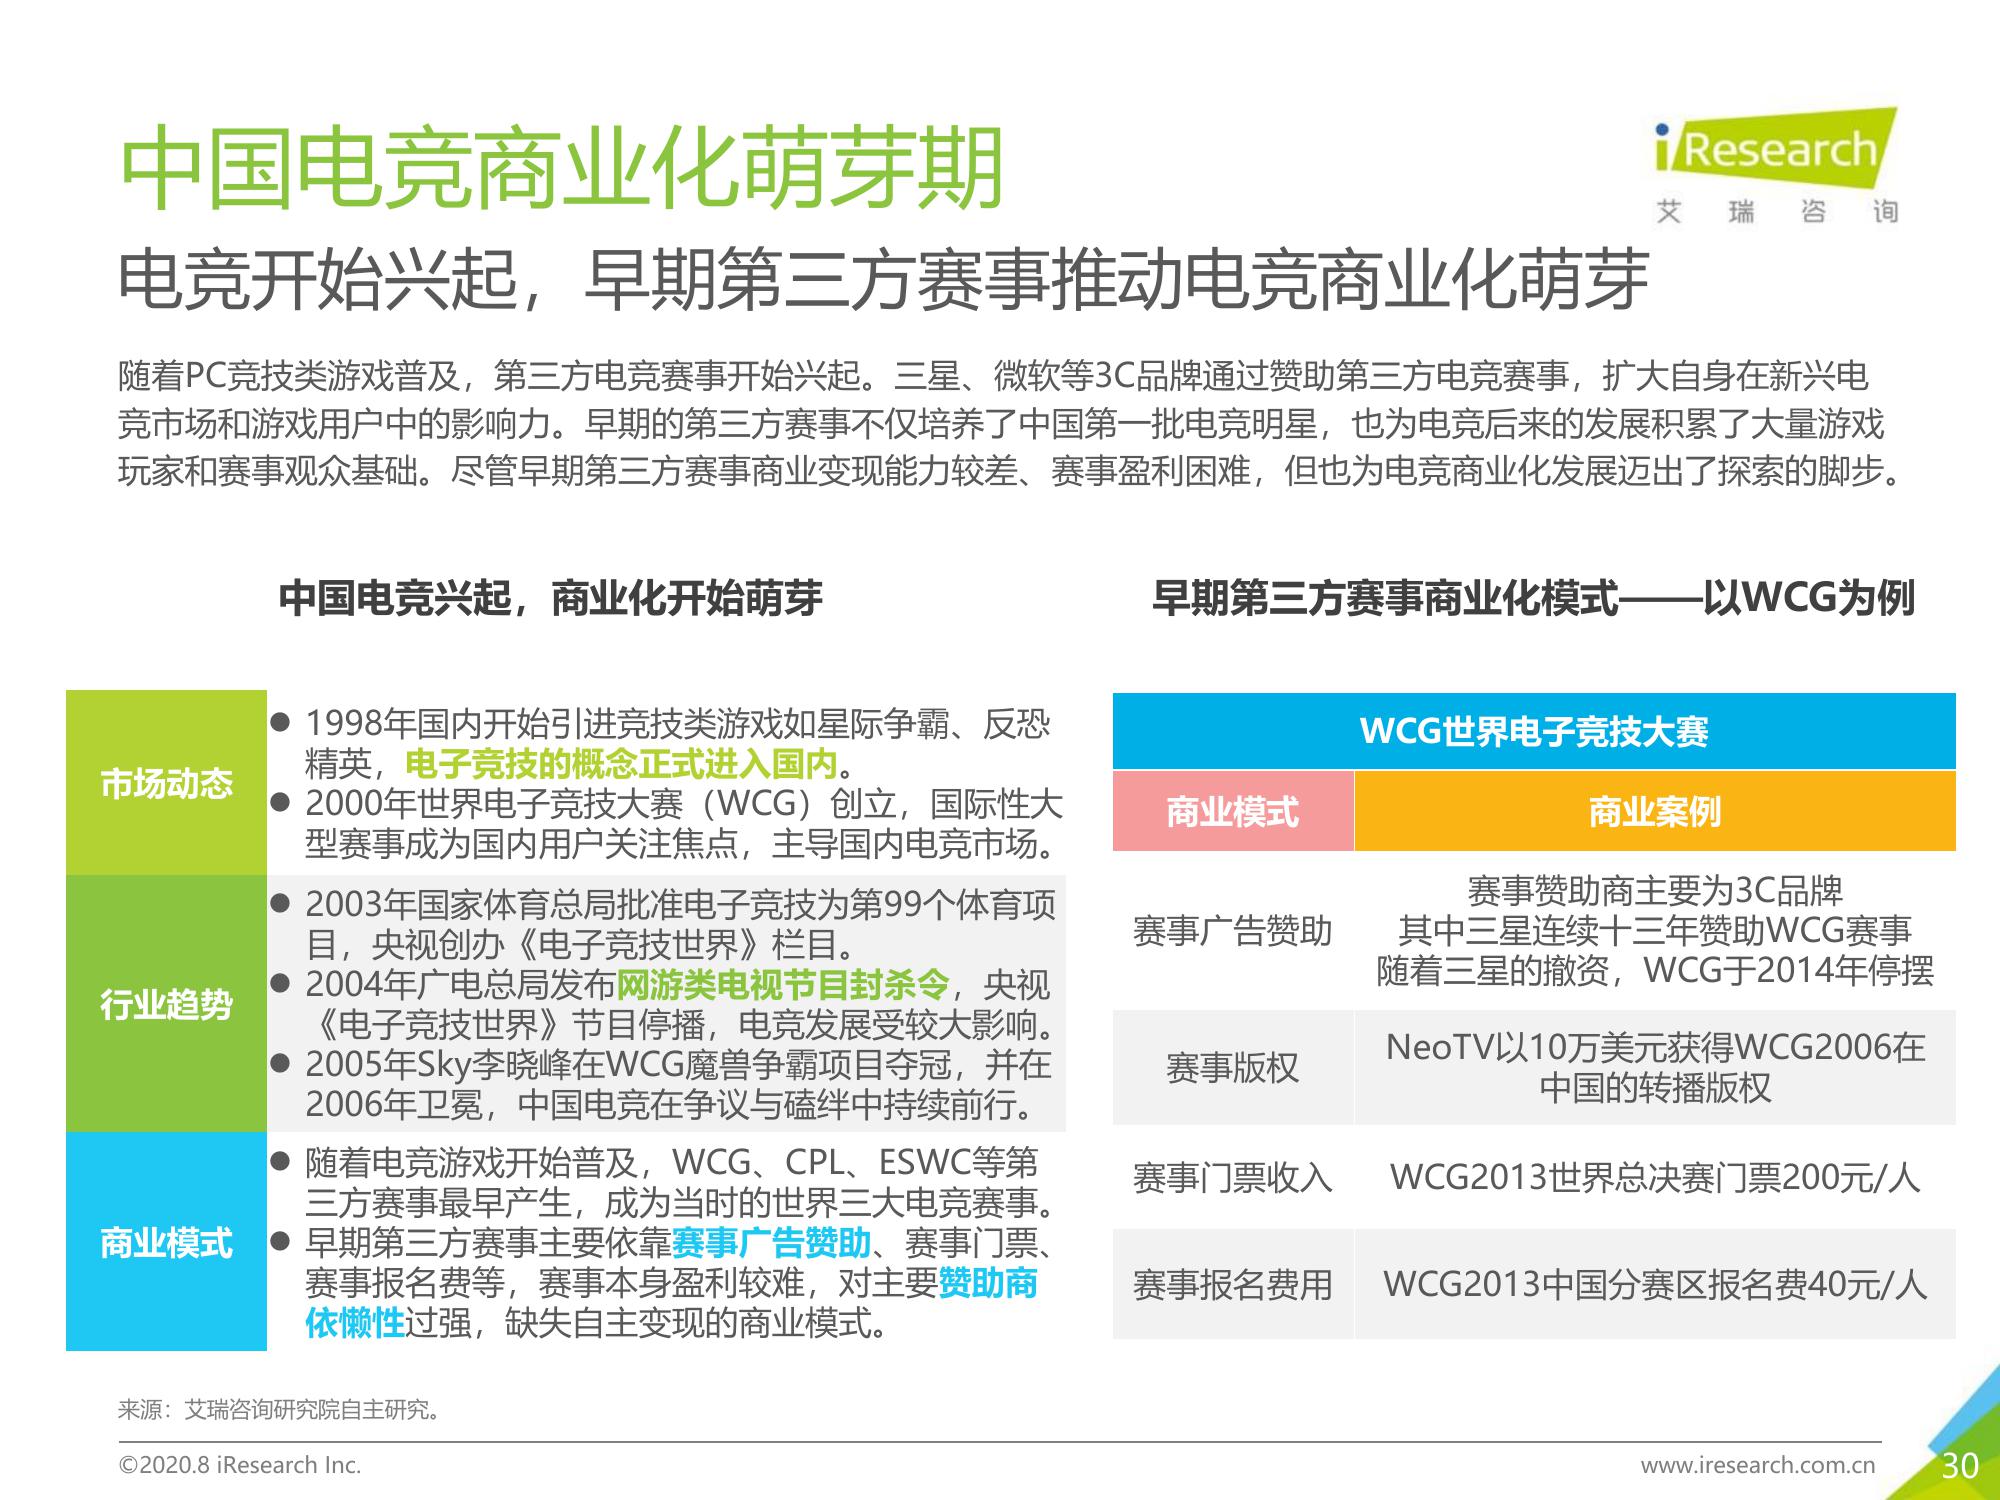 中国电竞商业化萌芽期
iResearch
艾瑞咨询
电竞开始兴起，早期第三方赛事推动电竞商业化萌芽
随着PC竞技类游戏普及，第三方电竞赛事开始兴起。三星、微软等3C品牌通过赞助第三方电竞赛事，扩大自身在新兴电
竞市场和游戏用户中的影响力。早期的第三方赛事不仅培养了中国第一批电竞明星，也为电竞后来的发展积累了大量游戏
玩家和赛事观众基础。尽管早期第三方赛事商业变现能力较差、赛事盈利困难，但也为电竞商业化发展迈出了探索的脚步。
中国电竞兴起，商业化开始萌芽
市场动态
● 1998年国内开始引进竞技类游戏如星际争霸、反恐
精英，电子竞技的概念正式进入国内。
● 2000年世界电子竞技大赛（WCG）创立，国际性大
型赛事成为国内用户关注焦点，主导国内电竞市场。
行业趋势
● 2003年国家体育总局批准电子竞技为第99个体育项
目，央视创办《电子竞技世界》栏目。
● 2004年广电总局发布网游类电视节目封杀令，央视
《电子竞技世界》节目停播，电竞发展受较大影响。
● 2005年Sky李晓峰在WCG魔兽争霸项目夺冠，并在
2006年卫冕，中国电竞在争议与磕绊中持续前行。
商业模式
● 随着电竞游戏开始普及，WCG、CPL、ESWC等第
三方赛事最早产生，成为当时的世界三大电竞赛事。
● 早期第三方赛事主要依靠赛事广告赞助、赛事门票、
赛事报名费等，赛事本身盈利较难，对主要赞助商
依懒性过强，缺失自主变现的商业模式。
早期第三方赛事商业化模式——以WCG为例
WCG世界电子竞技大赛
商业模式 商业案例
赛事广告赞助
赛事赞助商主要为3C品牌
其中三星连续十三年赞助WCG赛事
随着三星的撤资，WCG于2014年停摆
赛事版权
NeoTV以10万美元获得WCG2006在
中国的转播版权
赛事门票收入 WCG2013世界总决赛门票200元/人
赛事报名费用 WCG2013中国分赛区报名费40元/人
来源：艾瑞咨询研究院自主研究。
©2020.8 iResearch Inc.
www.iresearch.com.cn
30